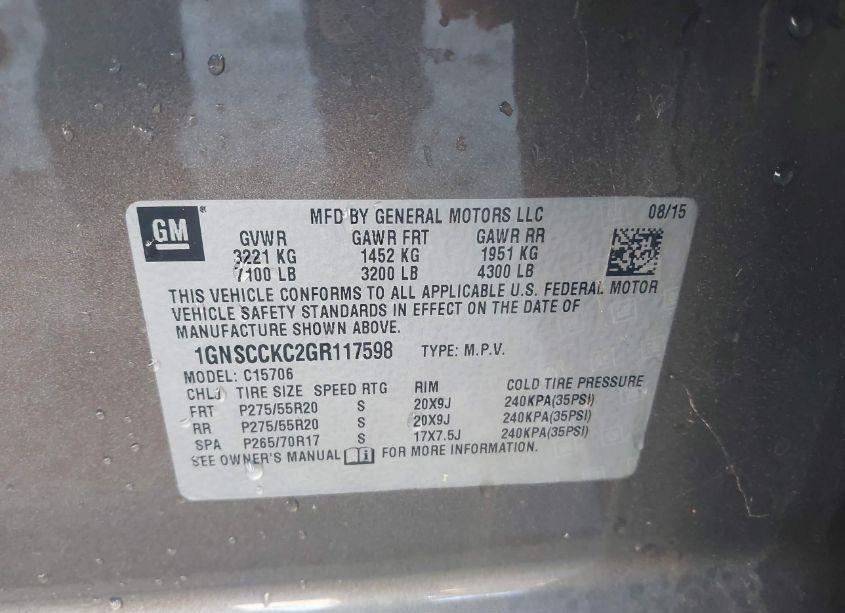 GM
MFD BY GENERAL MOTORS LLC 08/15
GVWR GAWR FRT GAWR RR
3221 KG 1452 KG 1951 KG
7100 LB 3200 LB 4300 LB
THIS VEHICLE CONFORMS TO ALL APPLICABLE U.S. FEDERAL MOTOR
VEHICLE SAFETY STANDARDS IN EFFECT ON THE DATE OF
MANUFACTURE SHOWN ABOVE.
1GNSCCKC2GR117598 TYPE: M.P.V.
MODEL: C15706
CHLJ TIRE SIZE SPEED RTG RIM COLD TIRE PRESSURE
FRT P275/55R20 S 20X9J 240KPA(35PSI)
RR P275/55R20 S 20X9J 240KPA(35PSI)
SPA P265/70R17 S 17X7.5J 240KPA(35PSI)
SEE OWNER'S MANUAL i FOR MORE INFORMATION.